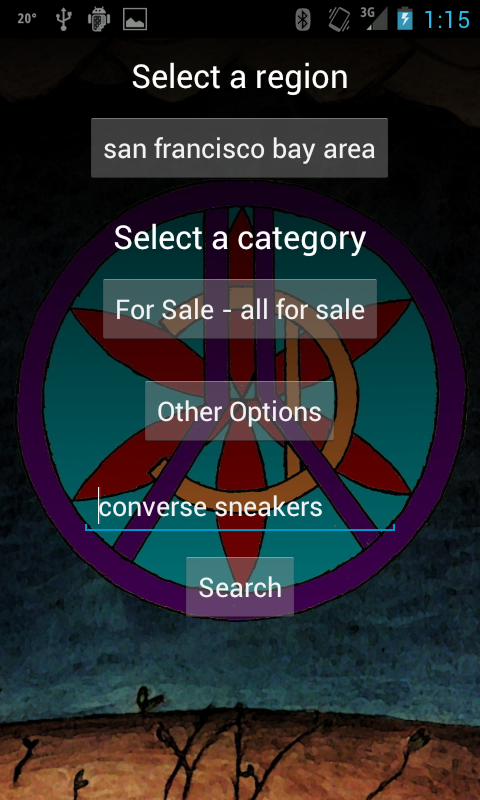 20° 3G 1:15
Select a region
san francisco bay area
Select a category
For Sale - all for sale
Other Options
converse sneakers
Search